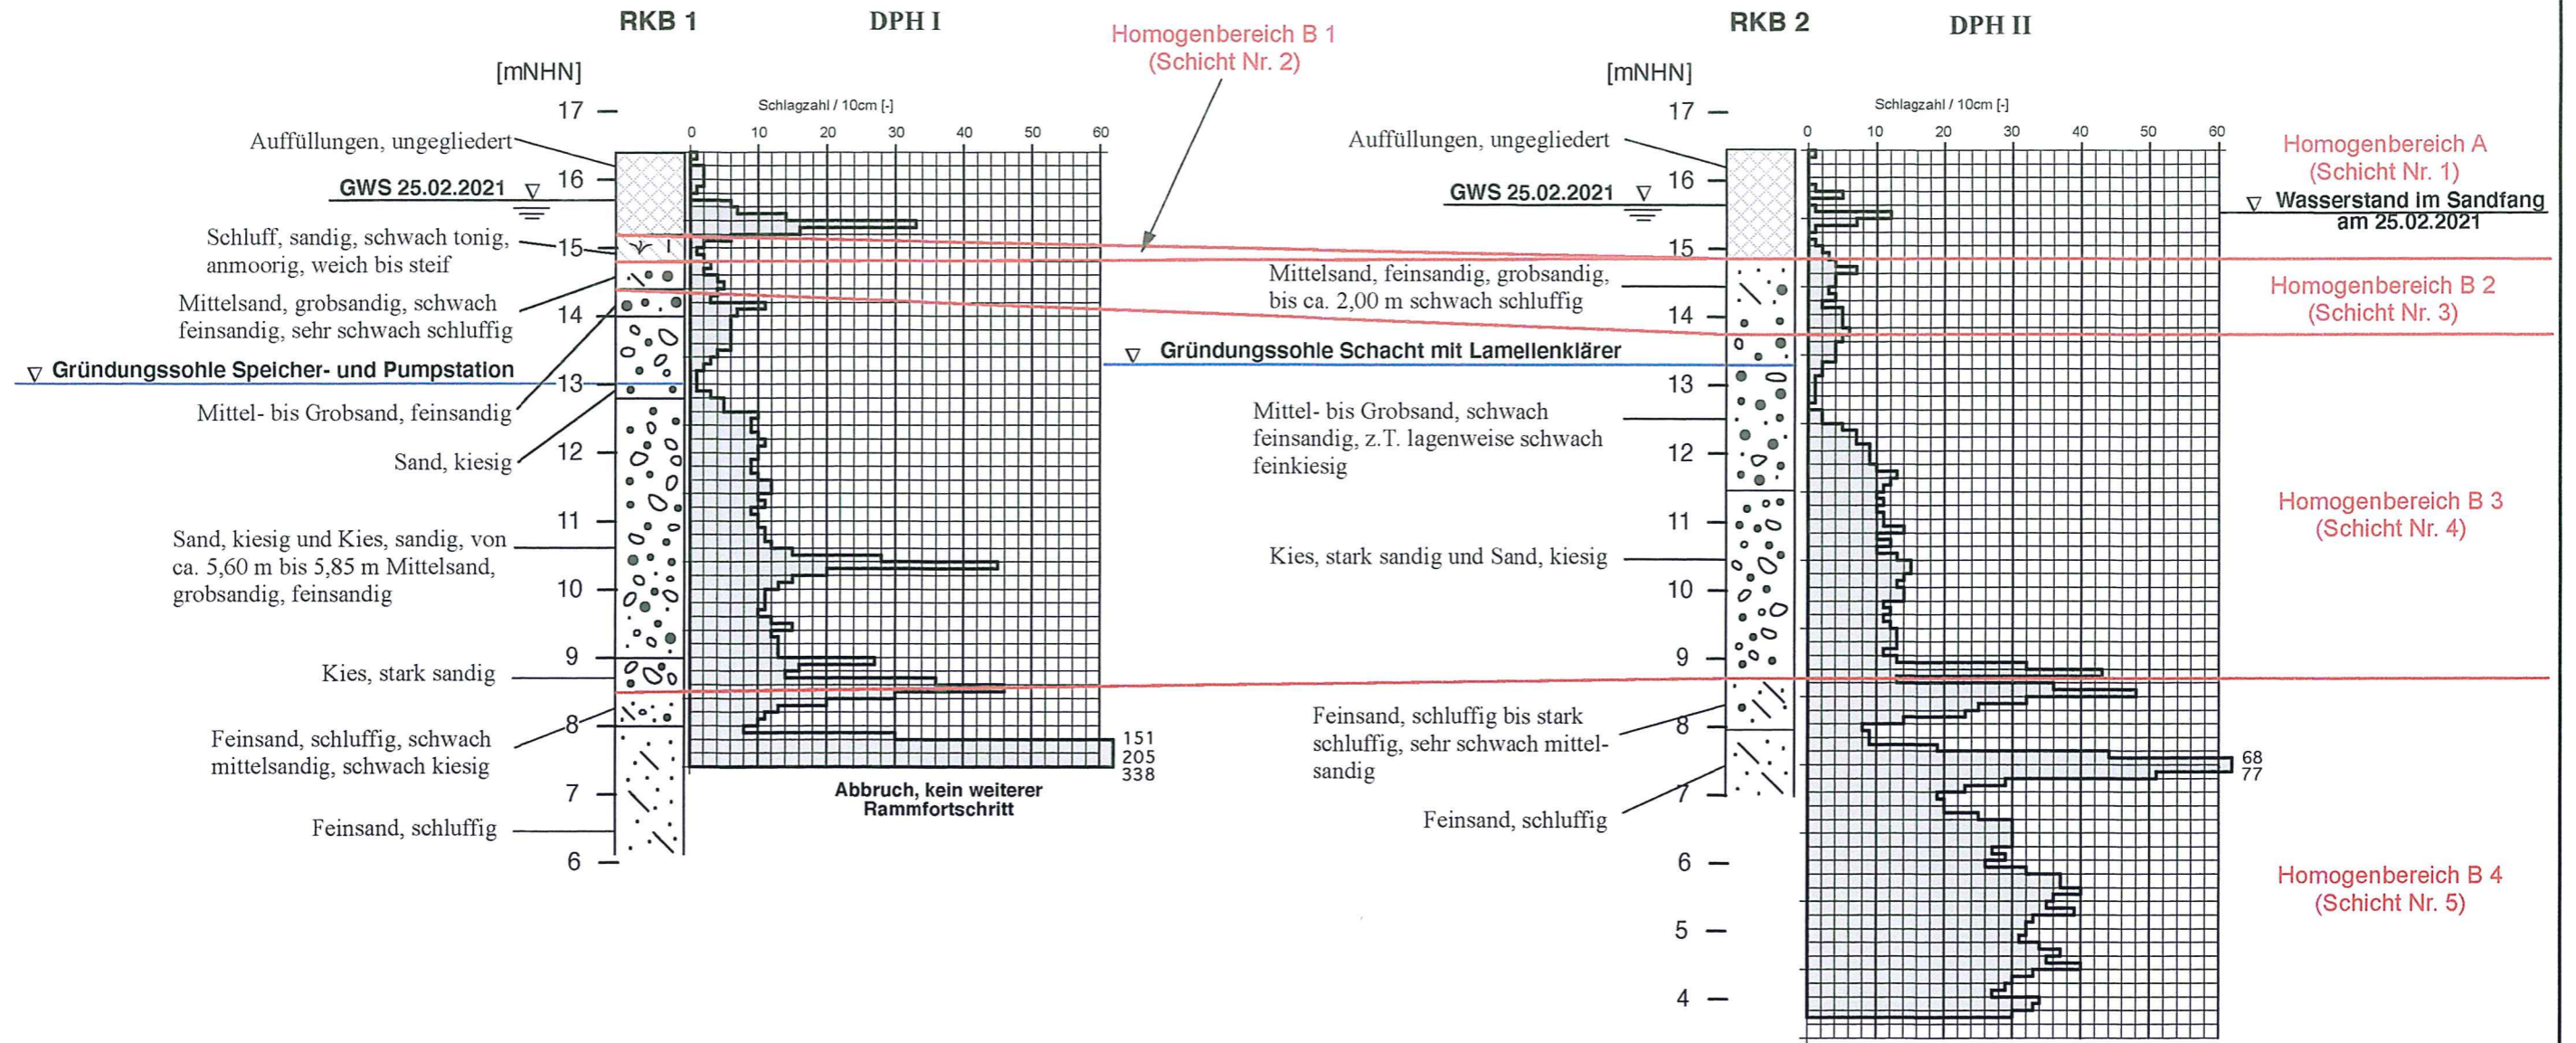 RKB 1
DPH I
Homogenbereich B 1
(Schicht Nr. 2)
[mNHN]
Schlagzahl / 10cm [-]
0 10 20 30 40 50 60
17
16
15
14
13
12
11
10
9
8
7
6
Auffüllungen, ungegliedert
GWS 25.02.2021
Schluff, sandig, schwach tonig,
anmoorig, weich bis steif
Mittelsand, grobsandig, schwach
feinsandig, sehr schwach schluffig
Gründungssohle Speicher- und Pumpstation
Mittel- bis Grobsand, feinsandig
Sand, kiesig
Sand, kiesig und Kies, sandig, von
ca. 5,60 m bis 5,85 m Mittelsand,
grobsandig, feinsandig
Kies, stark sandig
Feinsand, schluffig, schwach
mittelsandig, schwach kiesig
Feinsand, schluffig
151
205
338
Abbruch, kein weiterer
Rammfortschritt
RKB 2
DPH II
[mNHN]
Schlagzahl / 10cm [-]
0 10 20 30 40 50 60
17
16
15
14
13
12
11
10
9
8
7
6
5
4
Auffüllungen, ungegliedert
GWS 25.02.2021
Mittelsand, feinsandig, grobsandig,
bis ca. 2,00 m schwach schluffig
Gründungssohle Schacht mit Lamellenklärer
Mittel- bis Grobsand, schwach
feinsandig, z.T. lagenweise schwach
feinkiesig
Kies, stark sandig und Sand, kiesig
Feinsand, schluffig bis stark
schluffig, sehr schwach mittel-
sandig
Feinsand, schluffig
68
77
Homogenbereich A
(Schicht Nr. 1)
Wasserstand im Sandfang
am 25.02.2021
Homogenbereich B 2
(Schicht Nr. 3)
Homogenbereich B 3
(Schicht Nr. 4)
Homogenbereich B 4
(Schicht Nr. 5)